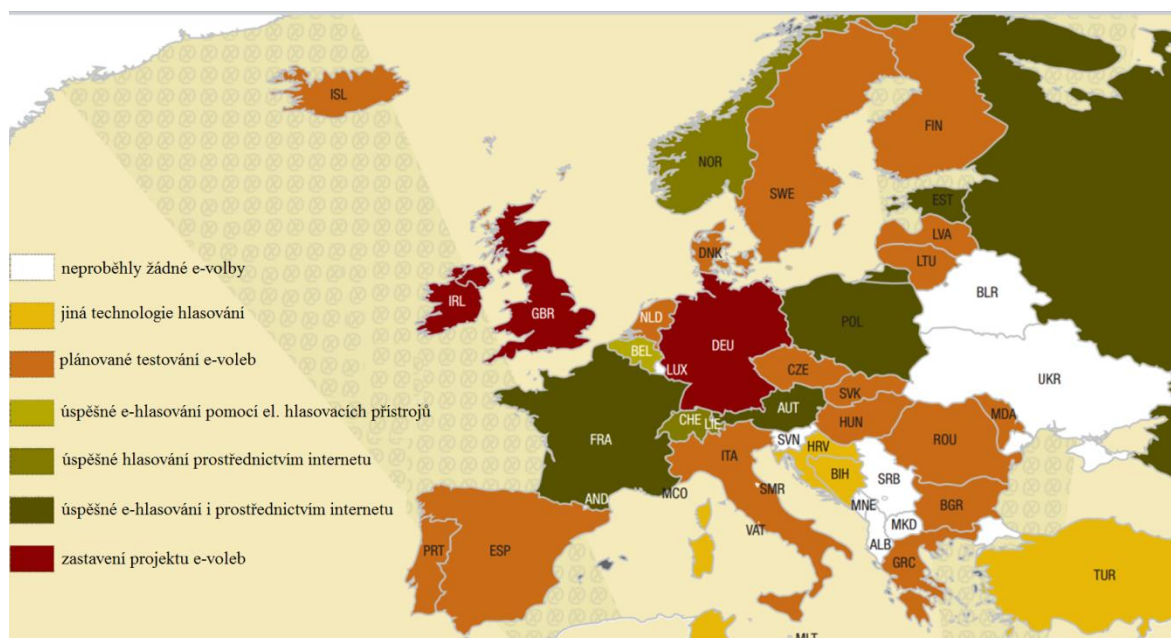 ISL
NOR
SWE
FIN
EST
LVA
LTU
DNK
BLR
IRL
GBR
NLD
DEU
POL
BEL
LUX
CZE
UKR
SVK
FRA
CHE
LIE
AUT
HUN
MDA
SVN
HRV
ROU
ITA
BIH
SRB
AND
MCO
SMR
MNE
BGR
VAT
MKD
ALB
PRT
ESP
GRC
TUR
MLT
neproběhly žádné e-volby
jiná technologie hlasování
plánované testování e-voleb
úspěšné e-hlasování pomocí el. hlasovacích přístrojů
úspěšné hlasování prostřednictvím internetu
úspěšné e-hlasování i prostřednictvím internetu
zastavení projektu e-voleb